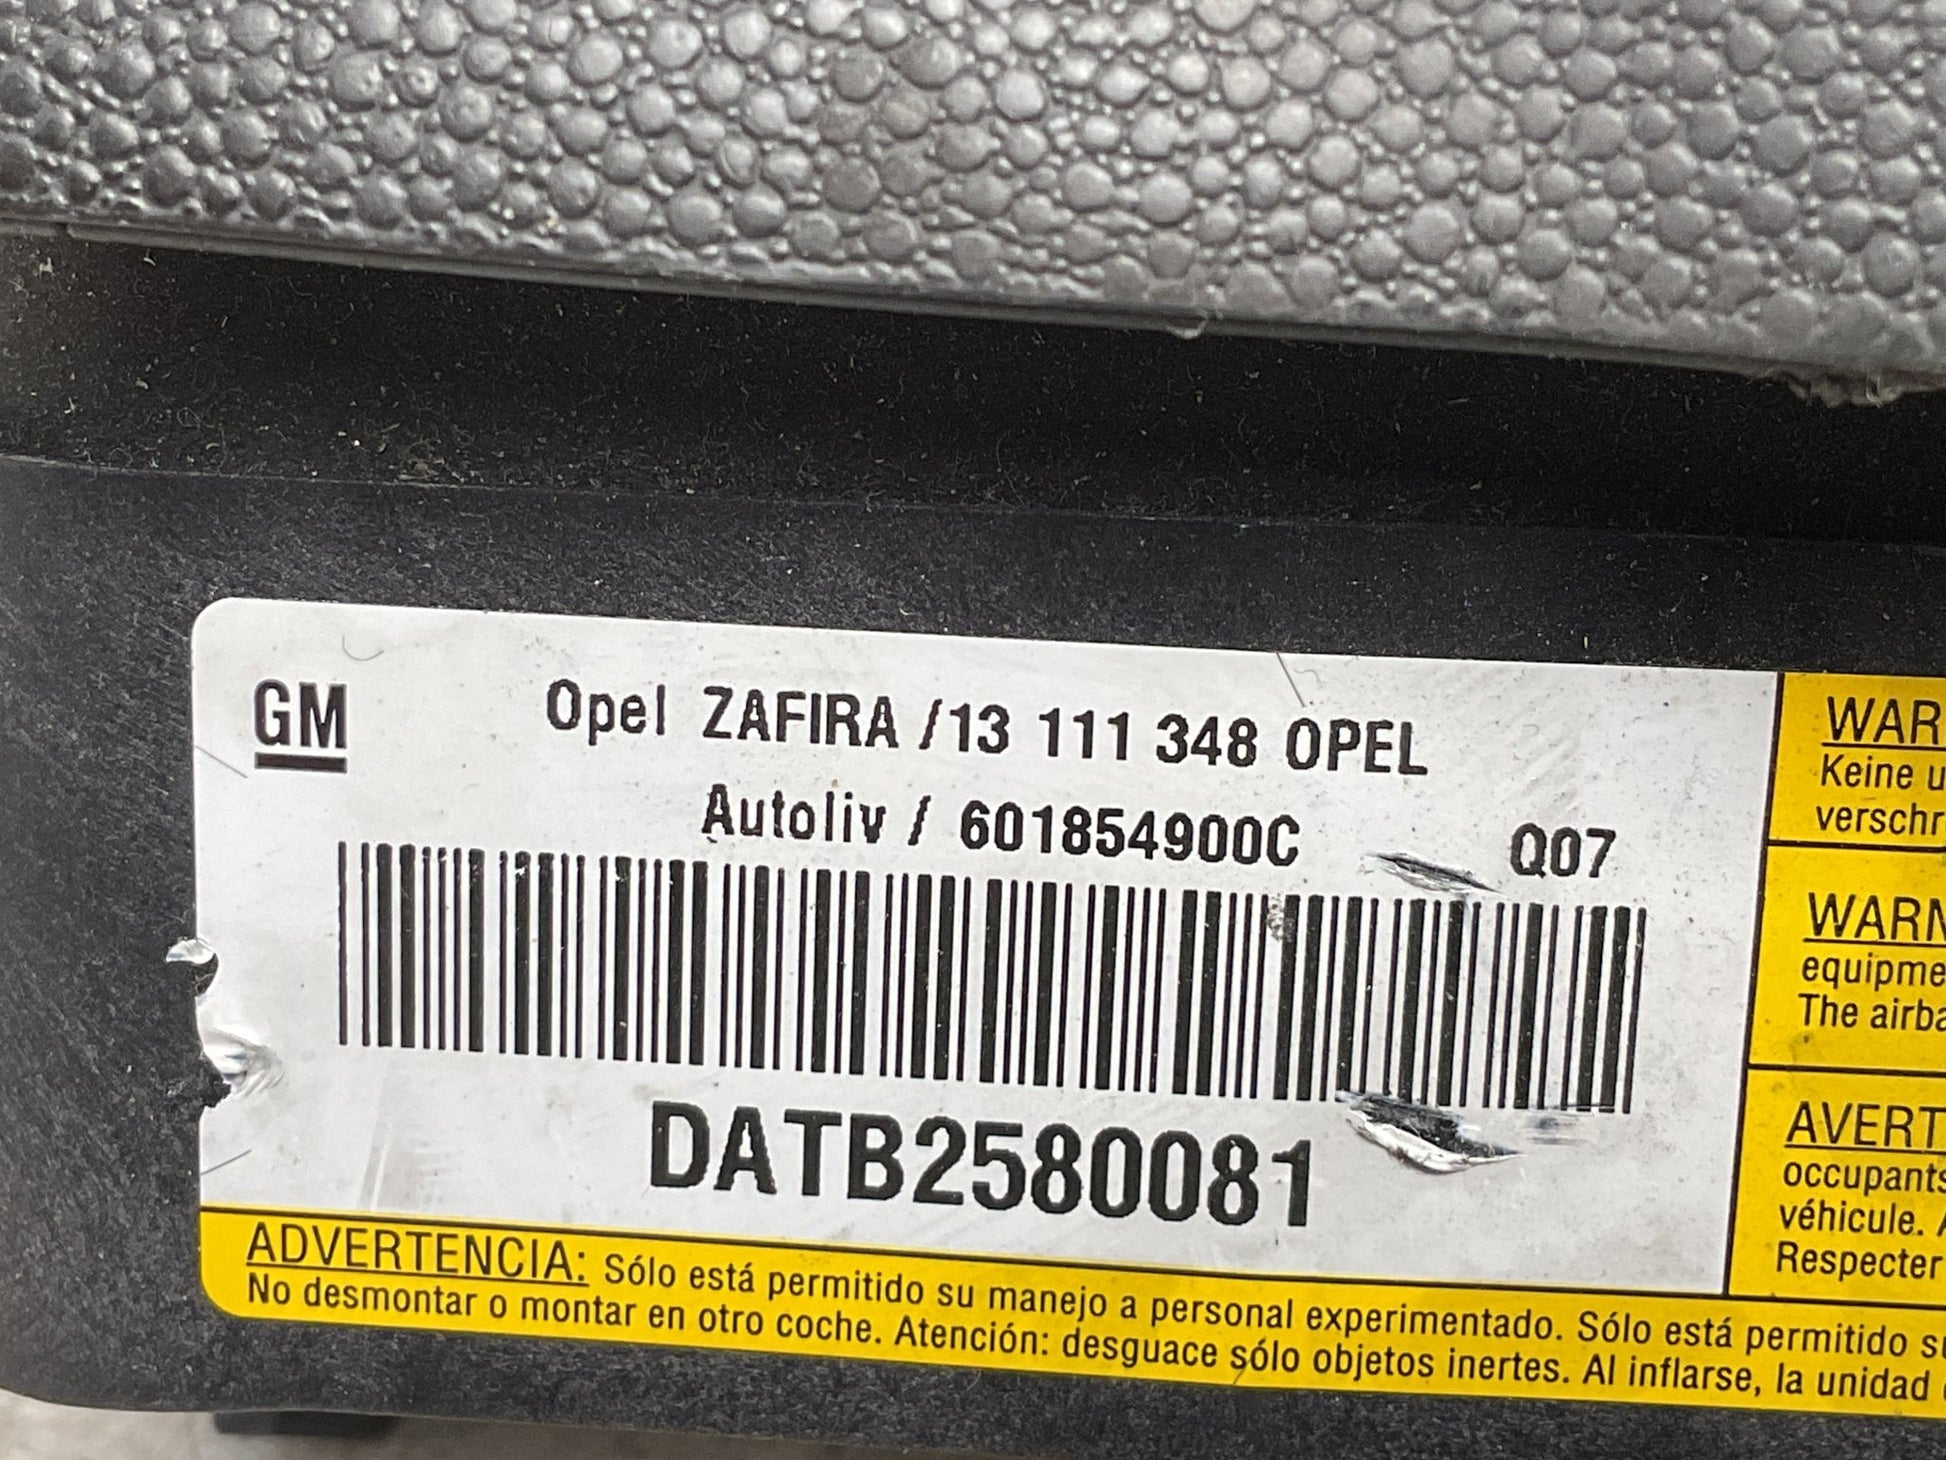 GM
Opel ZAFIRA /13 111 348 OPEL
Autoliv / 601854900C Q07
DATB2580081
ADVERTENCIA: Sólo está permitido su manejo a personal experimentado. Sólo está permitido
No desmontar o montar en otro coche. Atención: desguace sólo objetos inertes. Al inflarse, la unidad
WAR
Keine
verschr
WARN
equipme
The airba
AVERT
occupants
véhicule.
Respecter